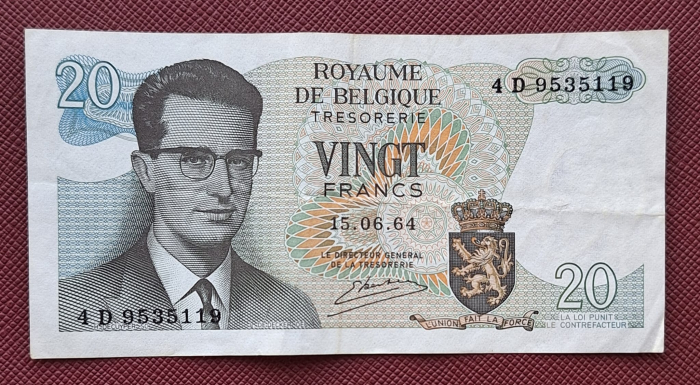 20
ROYAUME
DE BELGIQUE
TRESORERIE
4 D 9535119
VINGT
FRANCS
15.06.64
LE DIRECTEUR GENERAL
DE LA TRESORERIE
4 D 9535119
L'UNION FAIT LA FORCE
20
LA LOI PUNIT
LE CONTREFACTEUR